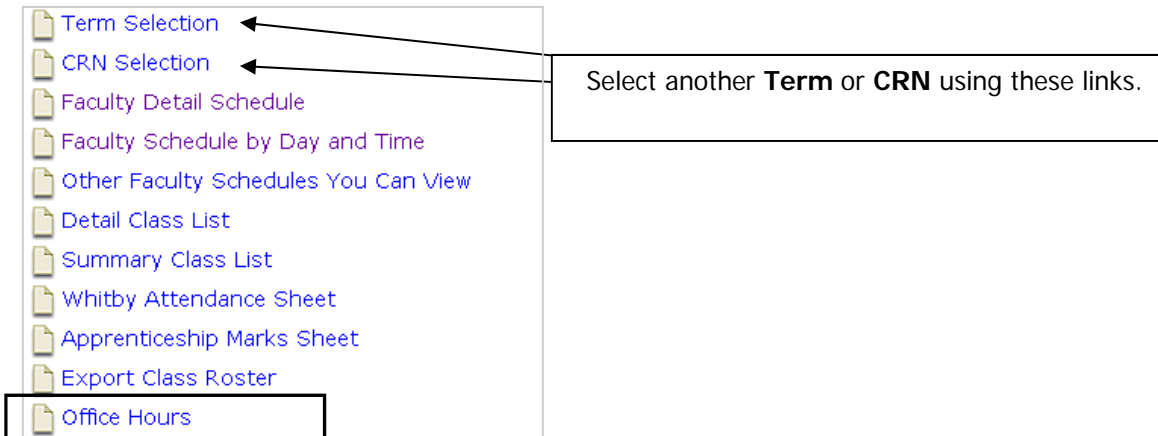 Term Selection
CRN Selection
Select another Term or CRN using these links.
Faculty Detail Schedule
Faculty Schedule by Day and Time
Other Faculty Schedules You Can View
Detail Class List
Summary Class List
Whitby Attendance Sheet
Apprenticeship Marks Sheet
Export Class Roster
Office Hours